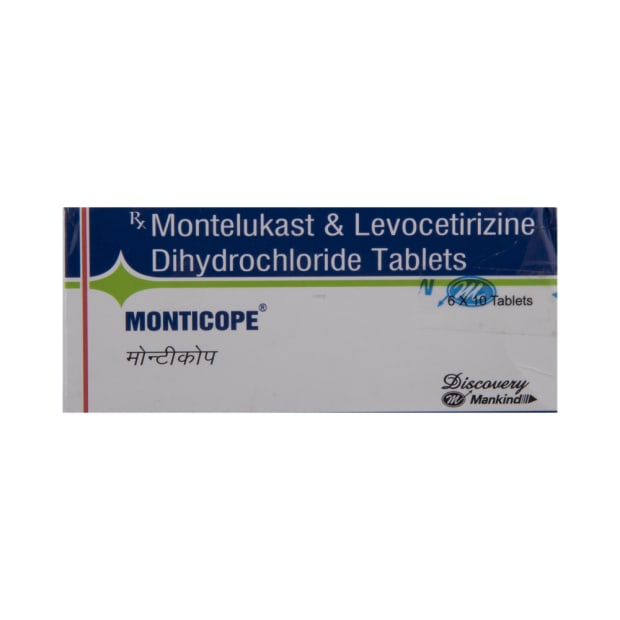 Rx Montelukast & Levocetirizine
Dihydrochloride Tablets
N M
6 X 10 Tablets
MONTICOPE®
मोन्टीकोप
Discovery
M Mankind